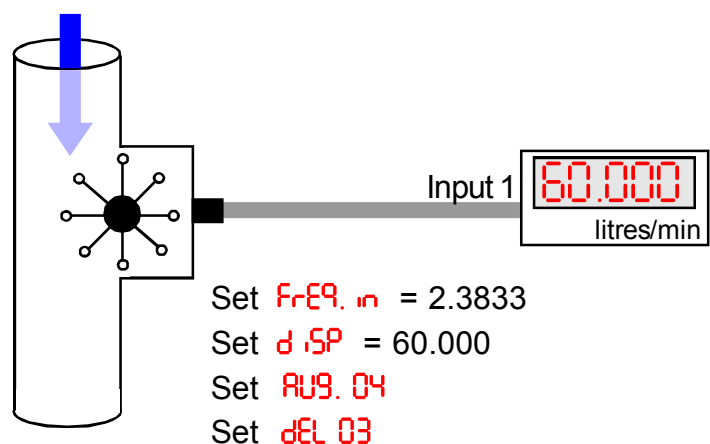 Input 1
60.000
litres/min
Set FrEq. in = 2.3833
Set diSP = 60.000
Set AUg. 04
Set dEL 03